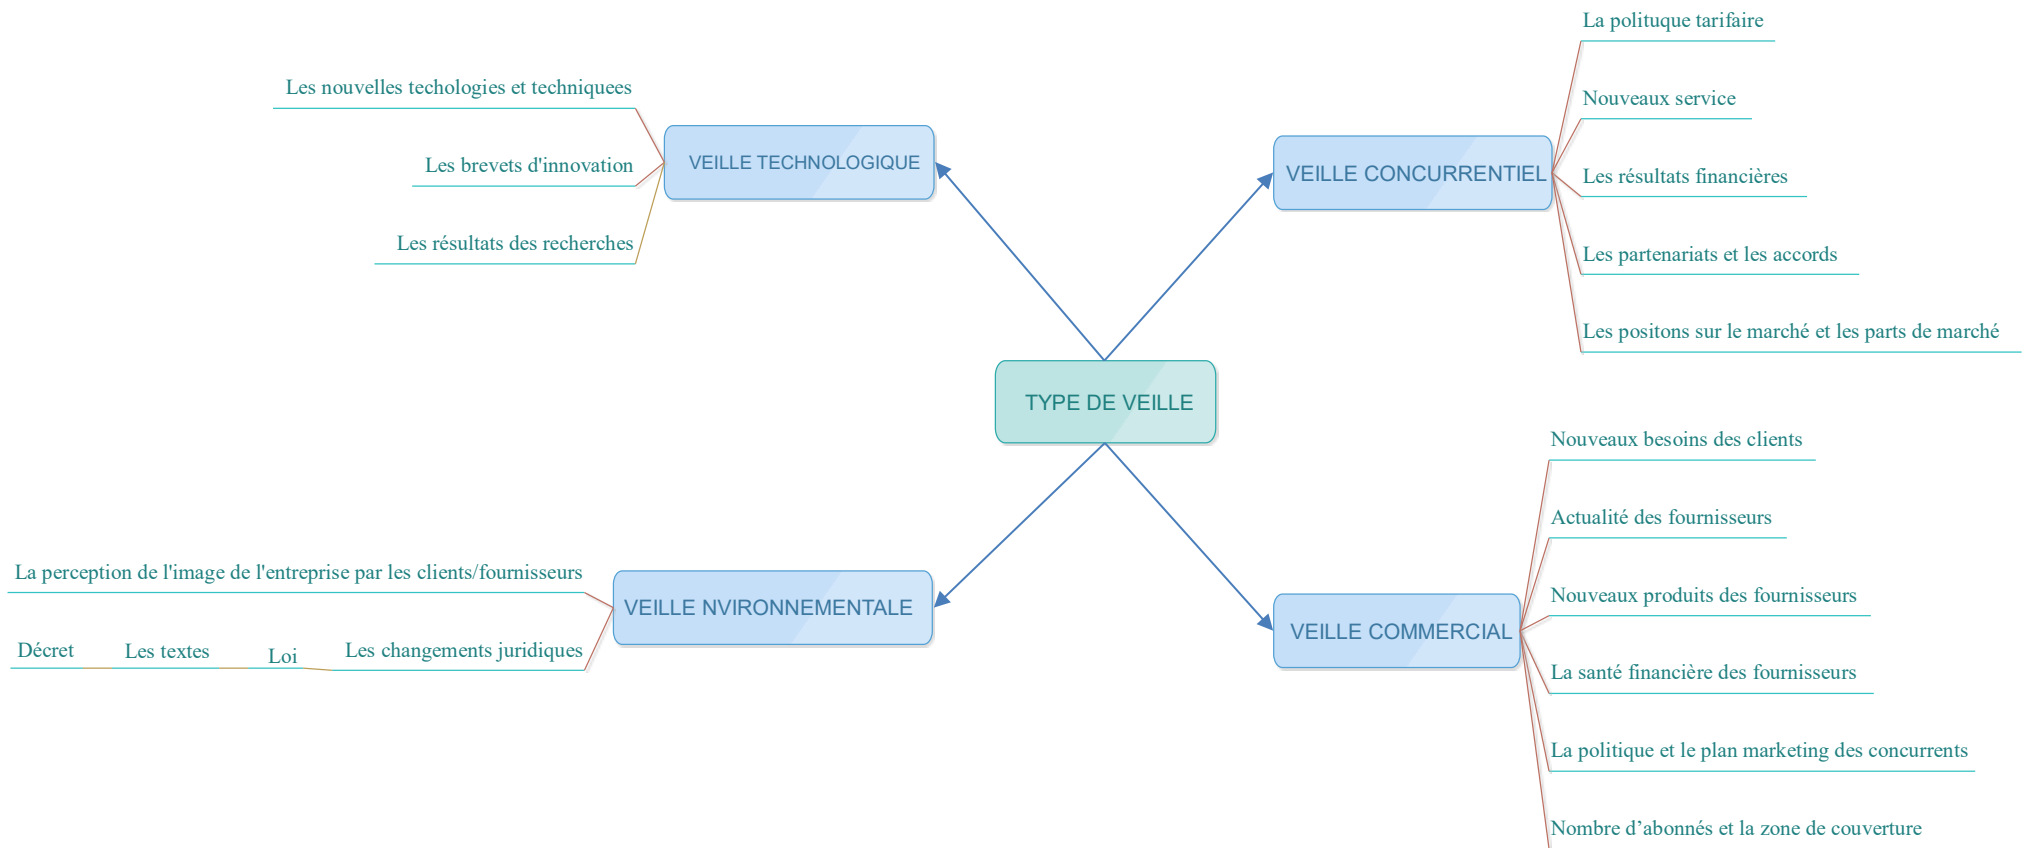 TYPE DE VEILLE
VEILLE TECHNOLOGIQUE
Les nouvelles techologies et techniquees
Les brevets d'innovation
Les résultats des recherches
VEILLE CONCURRENTIEL
La polituque tarifaire
Nouveaux service
Les résultats financières
Les partenariats et les accords
Les positons sur le marché et les parts de marché
VEILLE NVIRONNEMENTALE
La perception de l'image de l'entreprise par les clients/fournisseurs
Les changements juridiques
Loi
Les textes
Décret
VEILLE COMMERCIAL
Nouveaux besoins des clients
Actualité des fournisseurs
Nouveaux produits des fournisseurs
La santé financière des fournisseurs
La politique et le plan marketing des concurrents
Nombre d’abonnés et la zone de couverture